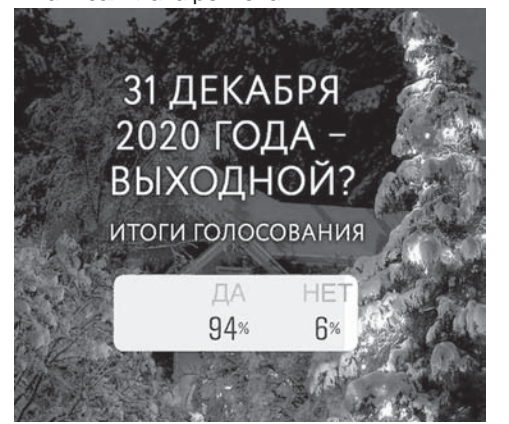 31 ДЕКАБРЯ
2020 ГОДА –
ВЫХОДНОЙ?
ИТОГИ ГОЛОСОВАНИЯ
ДА НЕТ
94% 6%